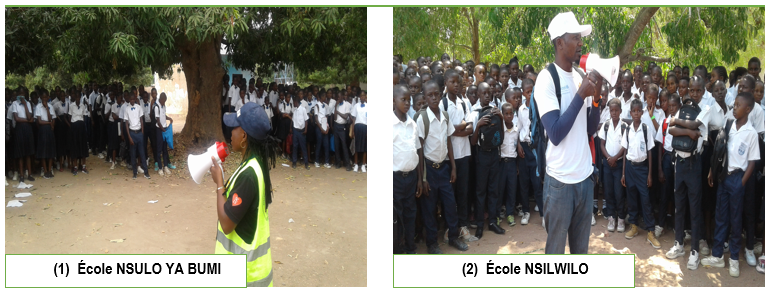 (1) École NSULO YA BUMI
(2) École NSILWILO